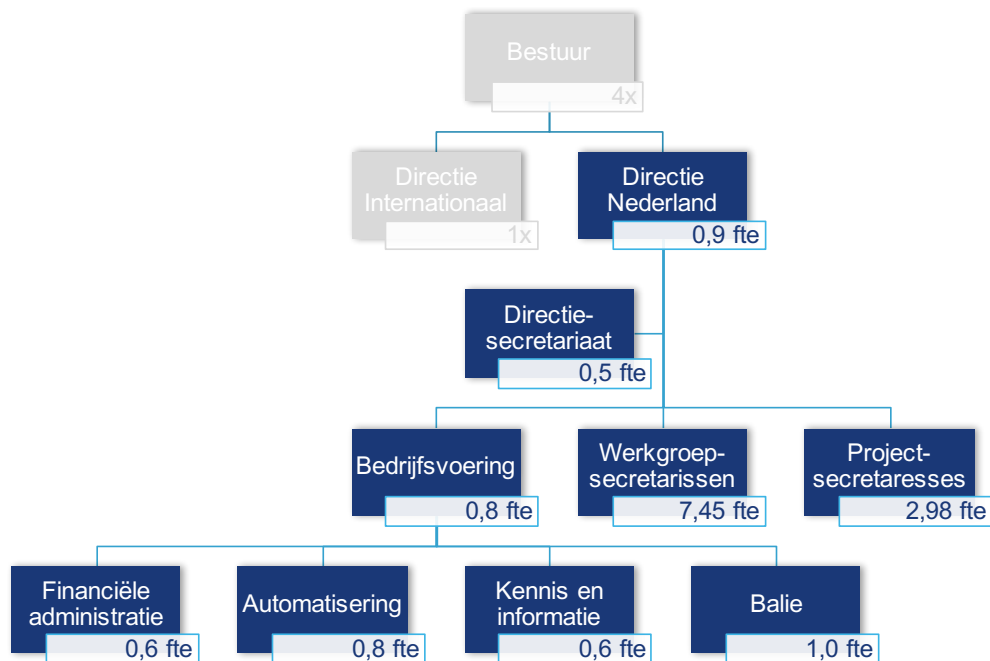 Bestuur
4x
Directie
Internationaal
1x
Directie
Nederland
0,9 fte
Directie-
secretariaat
0,5 fte
Bedrijfsvoering
0,8 fte
Werkgroep-
secretarissen
7,45 fte
Project-
secretaresses
2,98 fte
Financiële
administratie
0,6 fte
Automatisering
0,8 fte
Kennis en
informatie
0,6 fte
Balie
1,0 fte